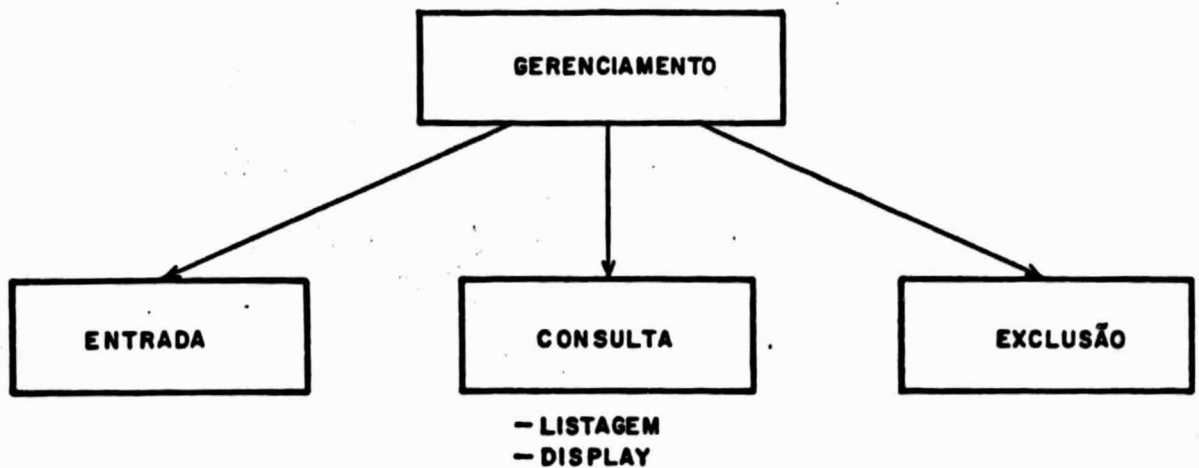 GERENCIAMENTO
ENTRADA
CONSULTA
EXCLUSÃO
- LISTAGEM
- DISPLAY